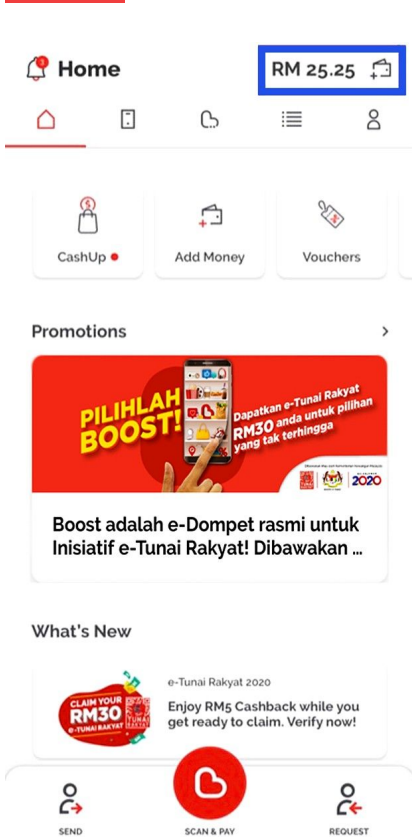 3
Home
RM 25.25
CashUp
Add Money
Vouchers
Promotions
PILIHLAH
BOOST!
Dapatkan e-Tunai Rakyat
RM30 anda untuk pilihan
yang tak terhingga
2020
Boost adalah e-Dompet rasmi untuk
Inisiatif e-Tunai Rakyat! Dibawakan ...
What's New
CLAIM YOUR
RM30
e-TUNAI RAKYAT
TUNAI
e-Tunai Rakyat 2020
Enjoy RM5 Cashback while you
get ready to claim. Verify now!
SEND
SCAN & PAY
REQUEST